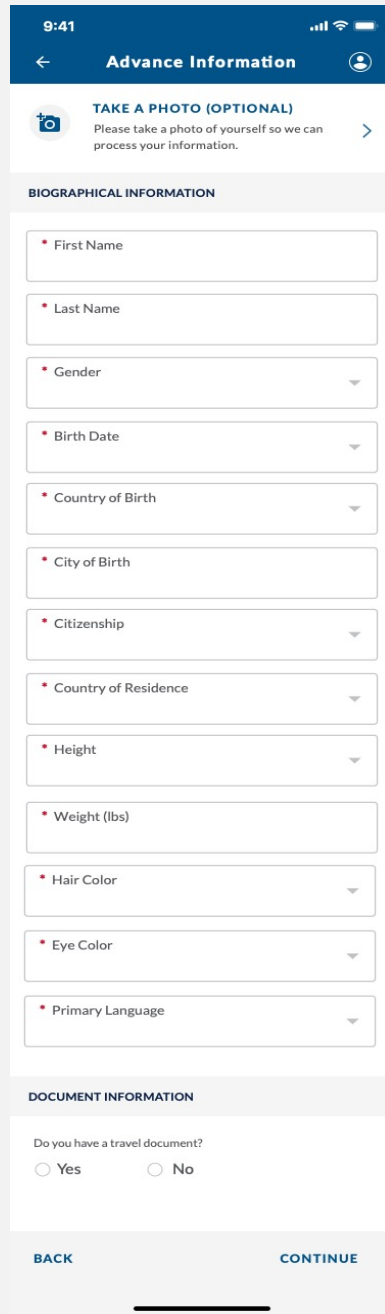 9:41
Advance Information
TAKE A PHOTO (OPTIONAL)
Please take a photo of yourself so we can
process your information.
BIOGRAPHICAL INFORMATION
* First Name
* Last Name
* Gender
* Birth Date
* Country of Birth
* City of Birth
* Citizenship
* Country of Residence
* Height
* Weight (lbs)
* Hair Color
* Eye Color
* Primary Language
DOCUMENT INFORMATION
Do you have a travel document?
Yes No
BACK CONTINUE